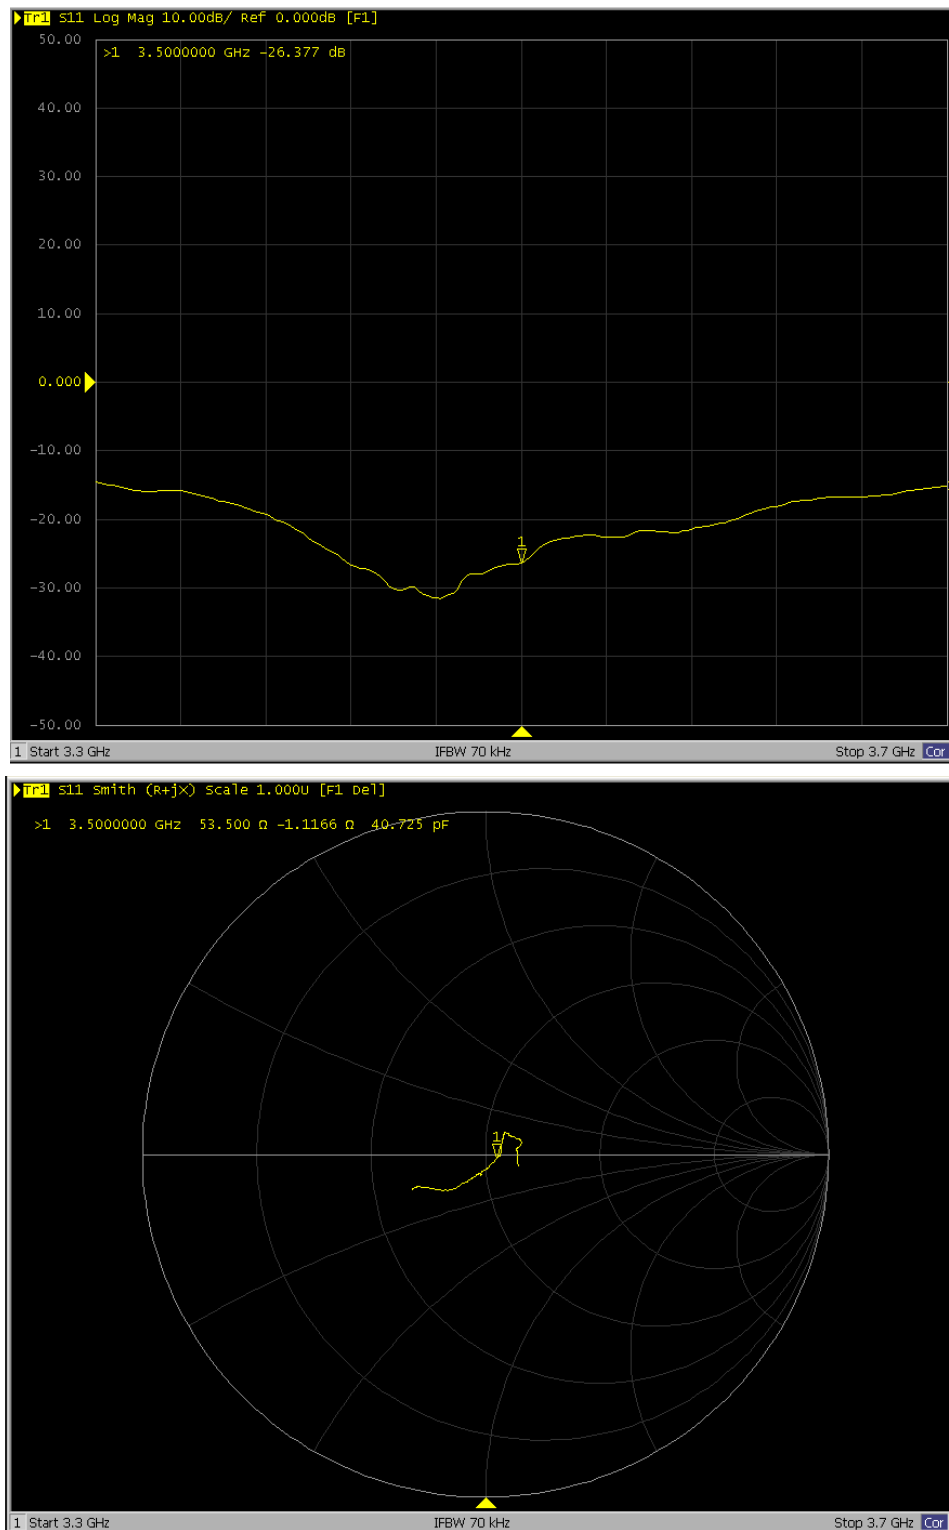 Tr1 S11 Log Mag 10.00dB/ Ref 0.000dB [F1]
50.00
>1 3.5000000 GHz -26.377 dB
40.00
30.00
20.00
10.00
0.000
-10.00
-20.00
1
-30.00
-40.00
-50.00
1 Start 3.3 GHz IFBW 70 kHz Stop 3.7 GHz Cor
Tr1 S11 Smith (R+jX) Scale 1.000U [F1 Del]
>1 3.5000000 GHz 53.500 Ω -1.1166 Ω 40.725 pF
1
1 Start 3.3 GHz IFBW 70 kHz Stop 3.7 GHz Cor